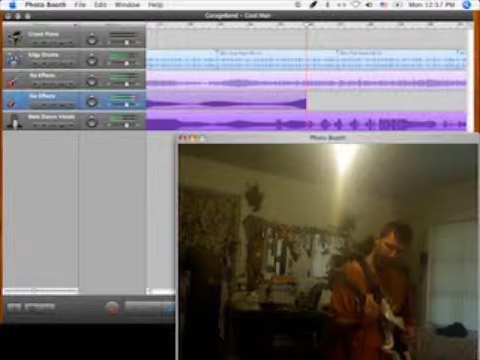 Photo Booth File Edit Window Help
Mon 12:57 PM
GarageBand - Cool Man
Grand Piano
Edgy Drums
No Effects
No Effects
Male Dance Vocals
Photo Booth